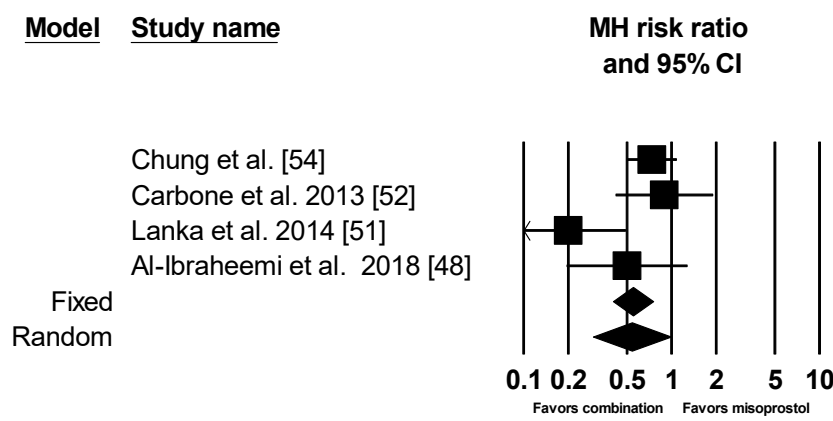 Model Study name MH risk ratio
and 95% CI
Chung et al. [54]
Carbone et al. 2013 [52]
Lanka et al. 2014 [51]
Al-Ibraheemi et al. 2018 [48]
Fixed
Random
0.1 0.2 0.5 1 2 5 10
Favors combination Favors misoprostol